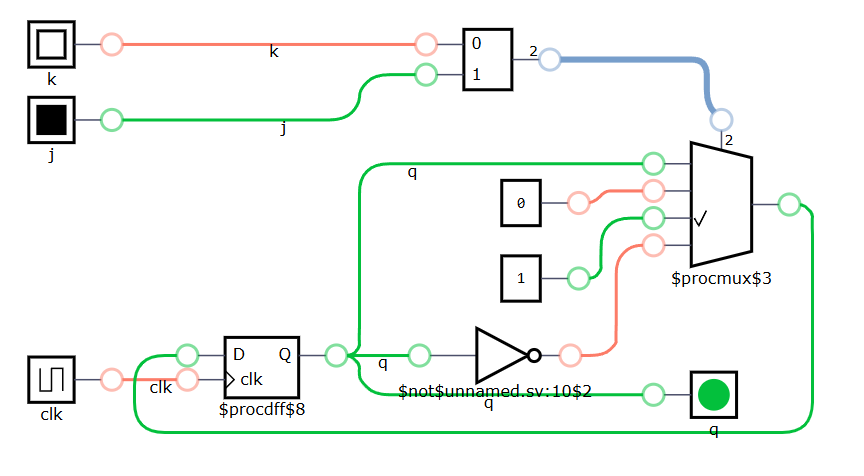 k
k
0
1
2
j
j
2
q
0
1
$procmux$3
D
Q
clk
$procdff$8
clk
clk
q
$not$unnamed.sv:10$2
q
q